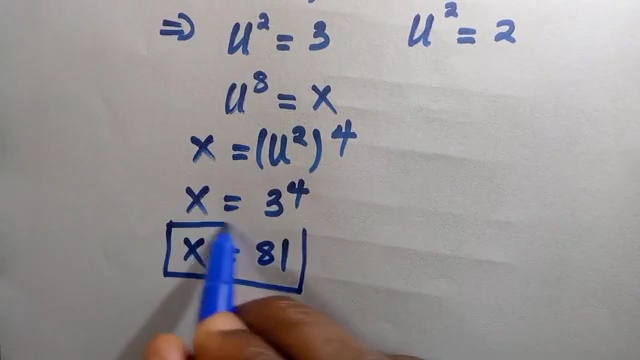 ⇒ u² = 3 u² = 2
u⁸ = x
x = (u²)⁴
x = 3⁴
x = 81